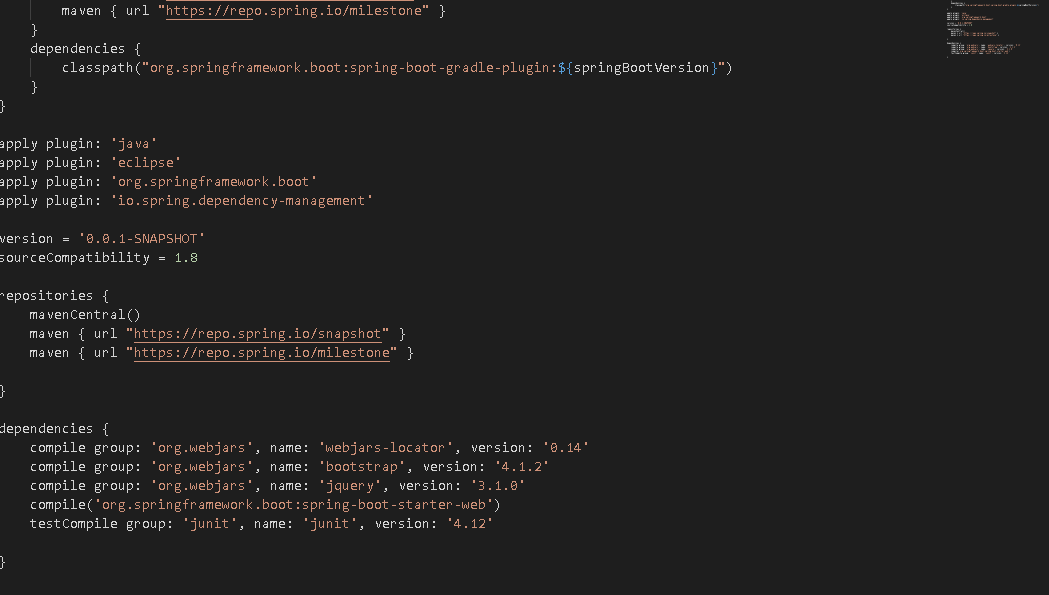 maven { url "https://repo.spring.io/milestone" }
}
dependencies {
classpath("org.springframework.boot:spring-boot-gradle-plugin:${springBootVersion}")
}
}
apply plugin: 'java'
apply plugin: 'eclipse'
apply plugin: 'org.springframework.boot'
apply plugin: 'io.spring.dependency-management'
version = '0.0.1-SNAPSHOT'
sourceCompatibility = 1.8
repositories {
mavenCentral()
maven { url "https://repo.spring.io/snapshot" }
maven { url "https://repo.spring.io/milestone" }
}
dependencies {
compile group: 'org.webjars', name: 'webjars-locator', version: '0.14'
compile group: 'org.webjars', name: 'bootstrap', version: '4.1.2'
compile group: 'org.webjars', name: 'jquery', version: '3.1.0'
compile('org.springframework.boot:spring-boot-starter-web')
testCompile group: 'junit', name: 'junit', version: '4.12'
}